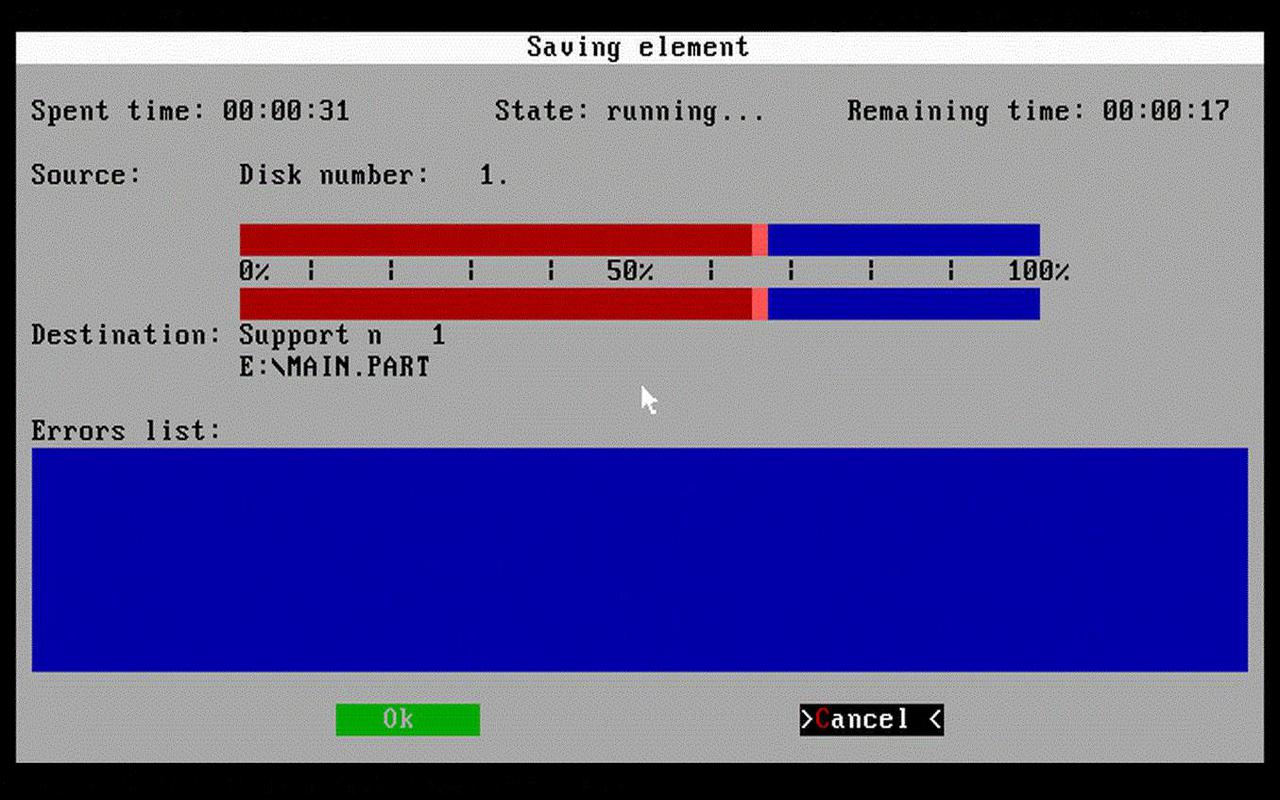 Saving element
Spent time: 00:00:31 State: running... Remaining time: 00:00:17
Source: Disk number: 1.
0% ¦ ¦ ¦ ¦ 50% ¦ ¦ ¦ ¦ 100%
Destination: Support n 1
E:\MAIN.PART
Errors list:
Ok >Cancel <